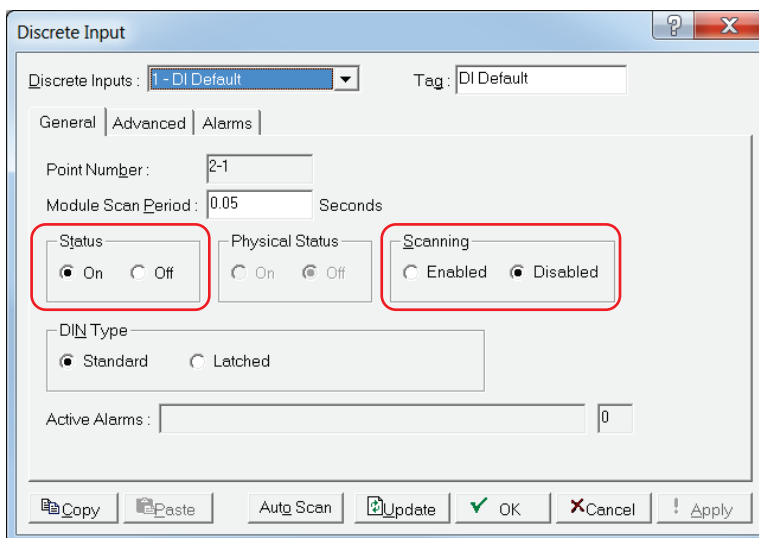 Discrete Input
Discrete Inputs : 1 - DI Default Tag : DI Default
General Advanced Alarms
Point Number : 2-1
Module Scan Period : 0.05 Seconds
Status Physical Status Scanning
On Off On Off Enabled Disabled
DIN Type
Standard Latched
Active Alarms : 0
Copy Paste Auto Scan Update OK Cancel ! Apply